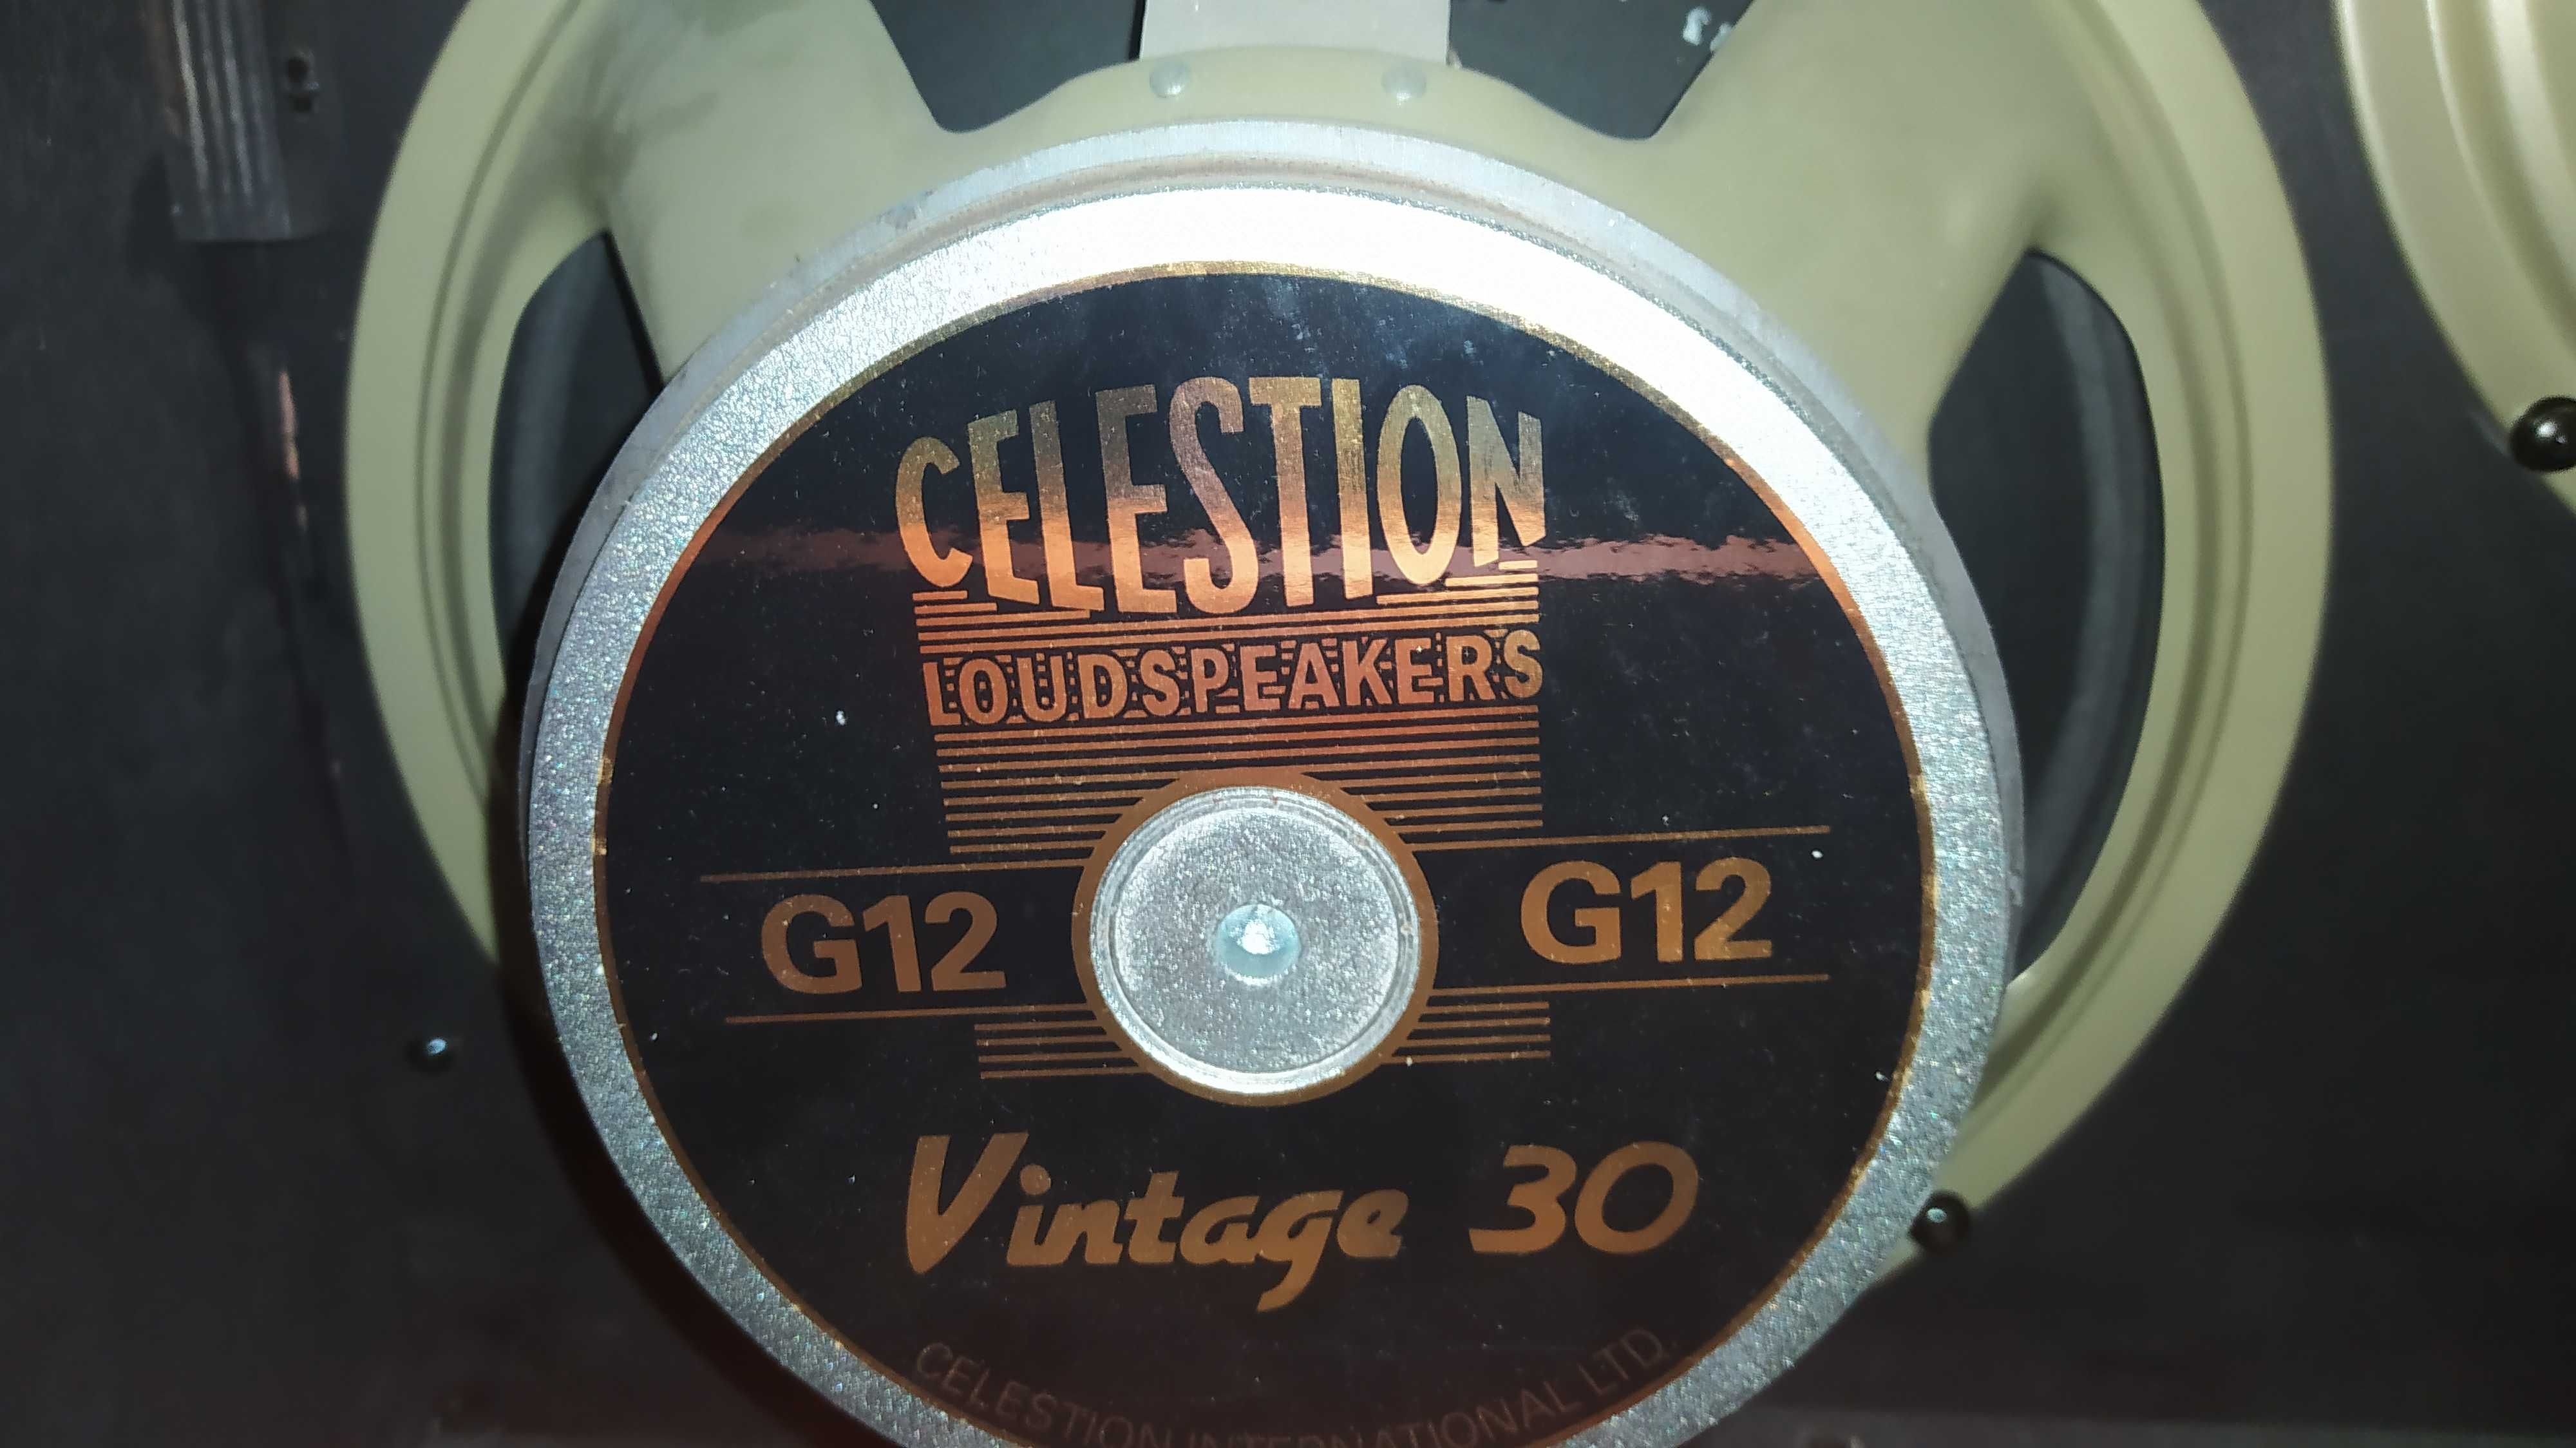 CELESTION
LOUDSPEAKERS
G12 G12
Vintage 30
CELESTION INTERNATIONAL LTD.